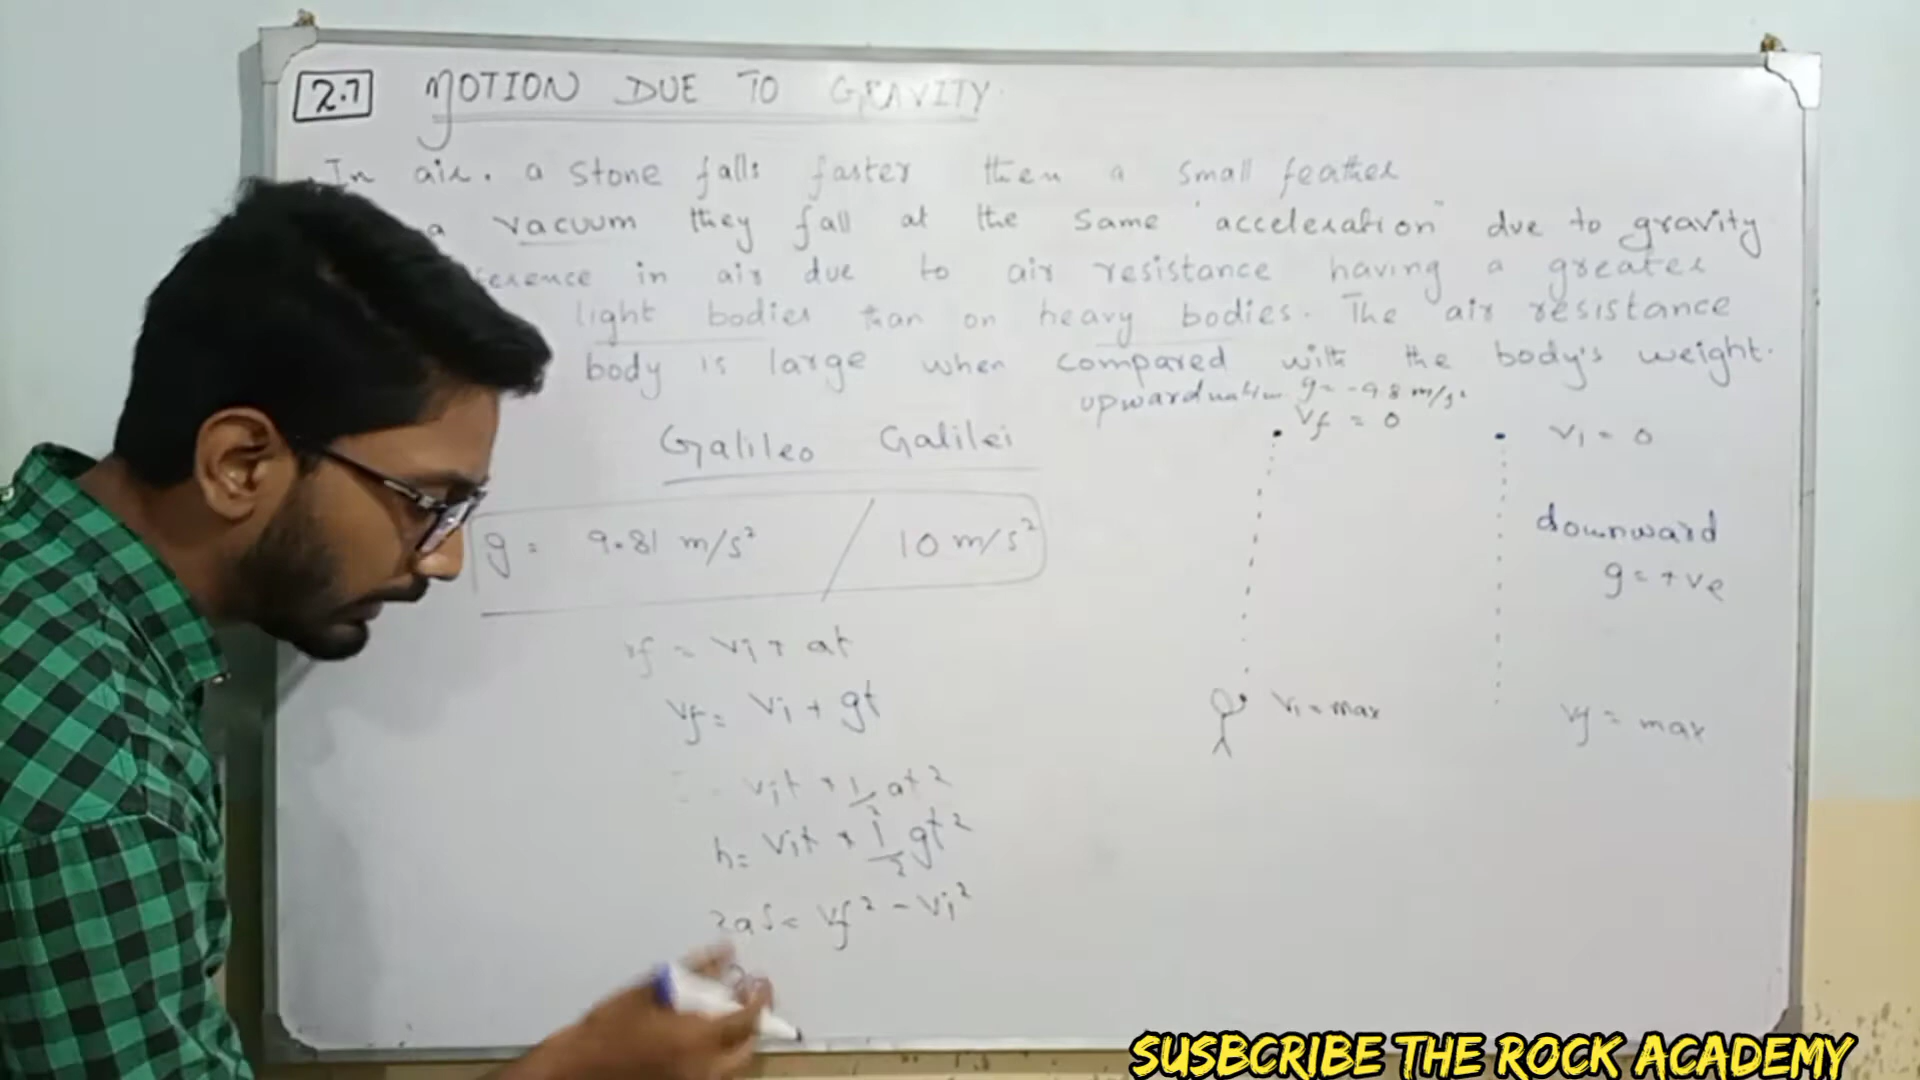 2.7 MOTION DUE TO GRAVITY
In air. a stone falls faster then a small feather
a vacuum they fall at the same "acceleration" due to gravity
erence in air due to air resistance having a greater
light bodies than on heavy bodies. The air resistance
body is large when compared with the body's weight.
upward g = -9.8 m/s²
Vf = 0
Vi = 0
Galileo Galilei
downward
g = +ve
g = 9.81 m/s² / 10 m/s²
vf = vi + at
vf = vi + gt
Vi = max
Vf = max
vit + 1/2 at2
h = vit + 1/2 gt2
2as = vf2 - vi2
SUSBCRIBE THE ROCK ACADEMY